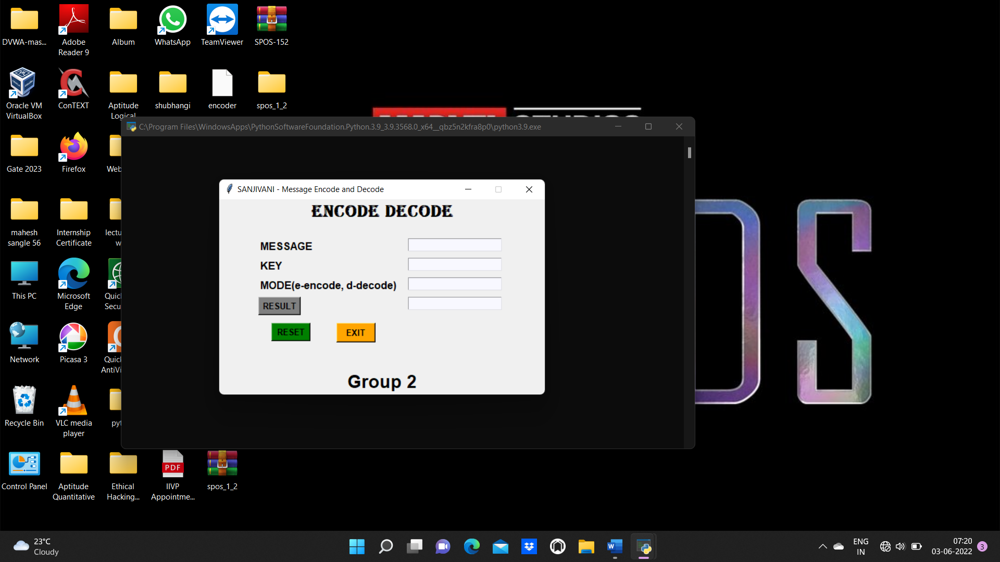 DVWA-mas...
Adobe
Reader 9
Album
WhatsApp
TeamViewer
SPOS-152
Oracle VM
VirtualBox
ConTEXT
Aptitude
Logical
shubhangi
encoder
spos_1_2
C:\Program Files\WindowsApps\PythonSoftwareFoundation.Python.3.9_3.9.3568.0_x64__qbz5n2kfra8p0\python3.9.exe
Gate 2023
Firefox
Web
SANJIVANI - Message Encode and Decode
ENCODE DECODE
MESSAGE
KEY
MODE(e-encode, d-decode)
RESULT
RESET
EXIT
Group 2
mahesh
sangle 56
Internship
Certificate
lectu
w
This PC
Microsoft
Edge
Quic
Secu
Network
Picasa 3
Quic
AntiVi
Recycle Bin
VLC media
player
pyt
Control Panel
Aptitude
Quantitative
Ethical
Hacking...
PDF
IIVP
Appointme...
spos_1_2
DS
23°C
Cloudy
ENG
IN
07:20
03-06-2022
3